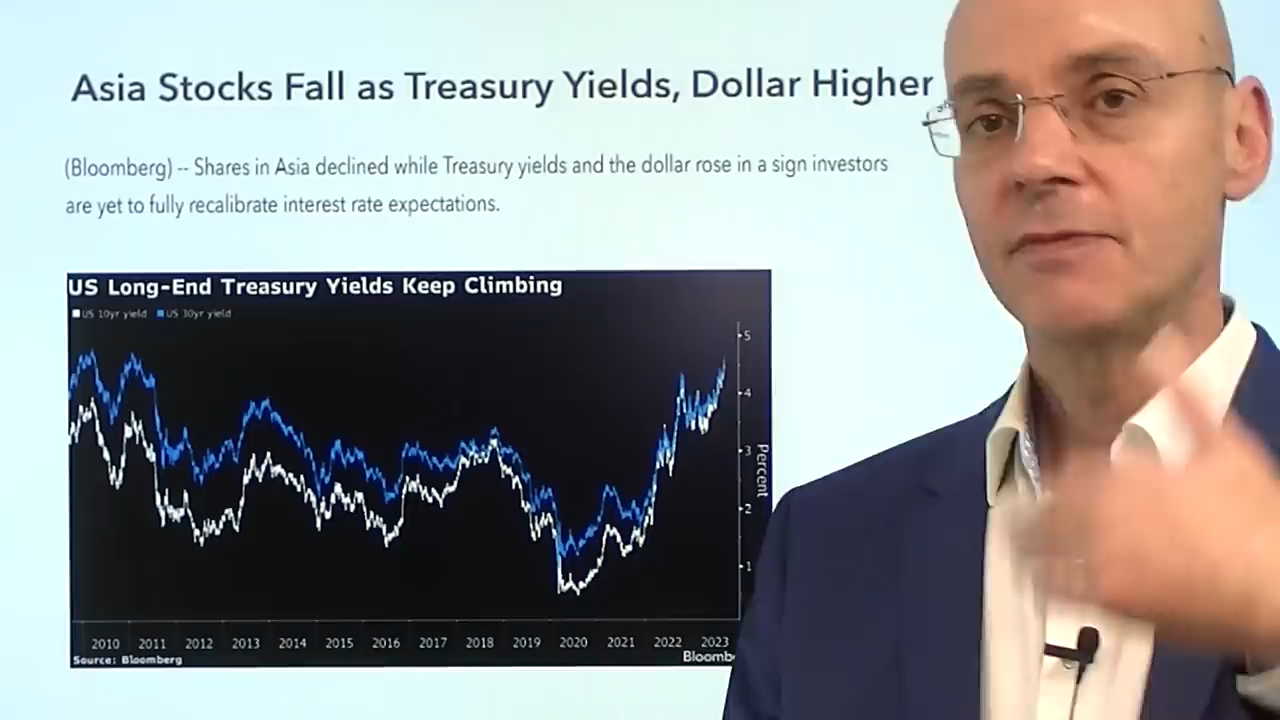 Asia Stocks Fall as Treasury Yields, Dollar Higher
(Bloomberg) -- Shares in Asia declined while Treasury yields and the dollar rose in a sign investors
are yet to fully recalibrate interest rate expectations.
US Long-End Treasury Yields Keep Climbing
US 10yr yield US 30yr yield
5
4
3
2
1
Percent
2010 2011 2012 2013 2014 2015 2016 2017 2018 2019 2020 2021 2022 2023
Source: Bloomberg Bloomb